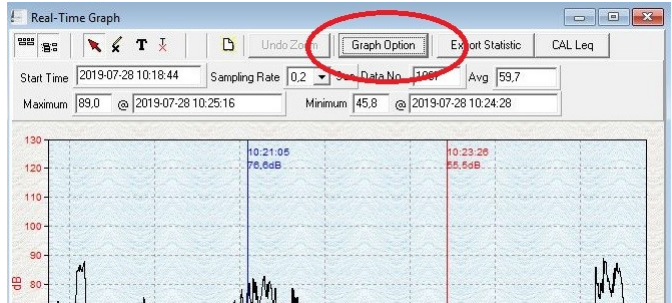 Real-Time Graph
T T Undo Zoom Graph Option Export Statistic CAL Leq
Start Time 2019-07-28 10:18:44 Sampling Rate 0,2 Sec Data No. Avg 59,7
Maximum 89,0 @ 2019-07-28 10:25:16 Minimum 45,8 @ 2019-07-28 10:24:28
130
10:21:05 10:23:26
120
76,6dB 55,5dB
110
100
90
dB
80